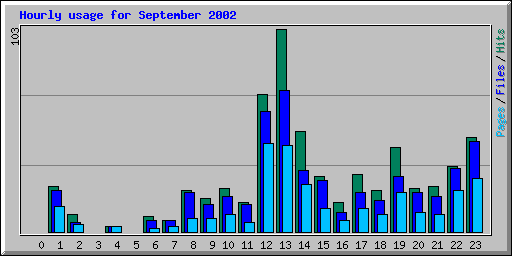 Hourly usage for September 2002
103
Pages/Files/Hits
0 1 2 3 4 5 6 7 8 9 10 11 12 13 14 15 16 17 18 19 20 21 22 23